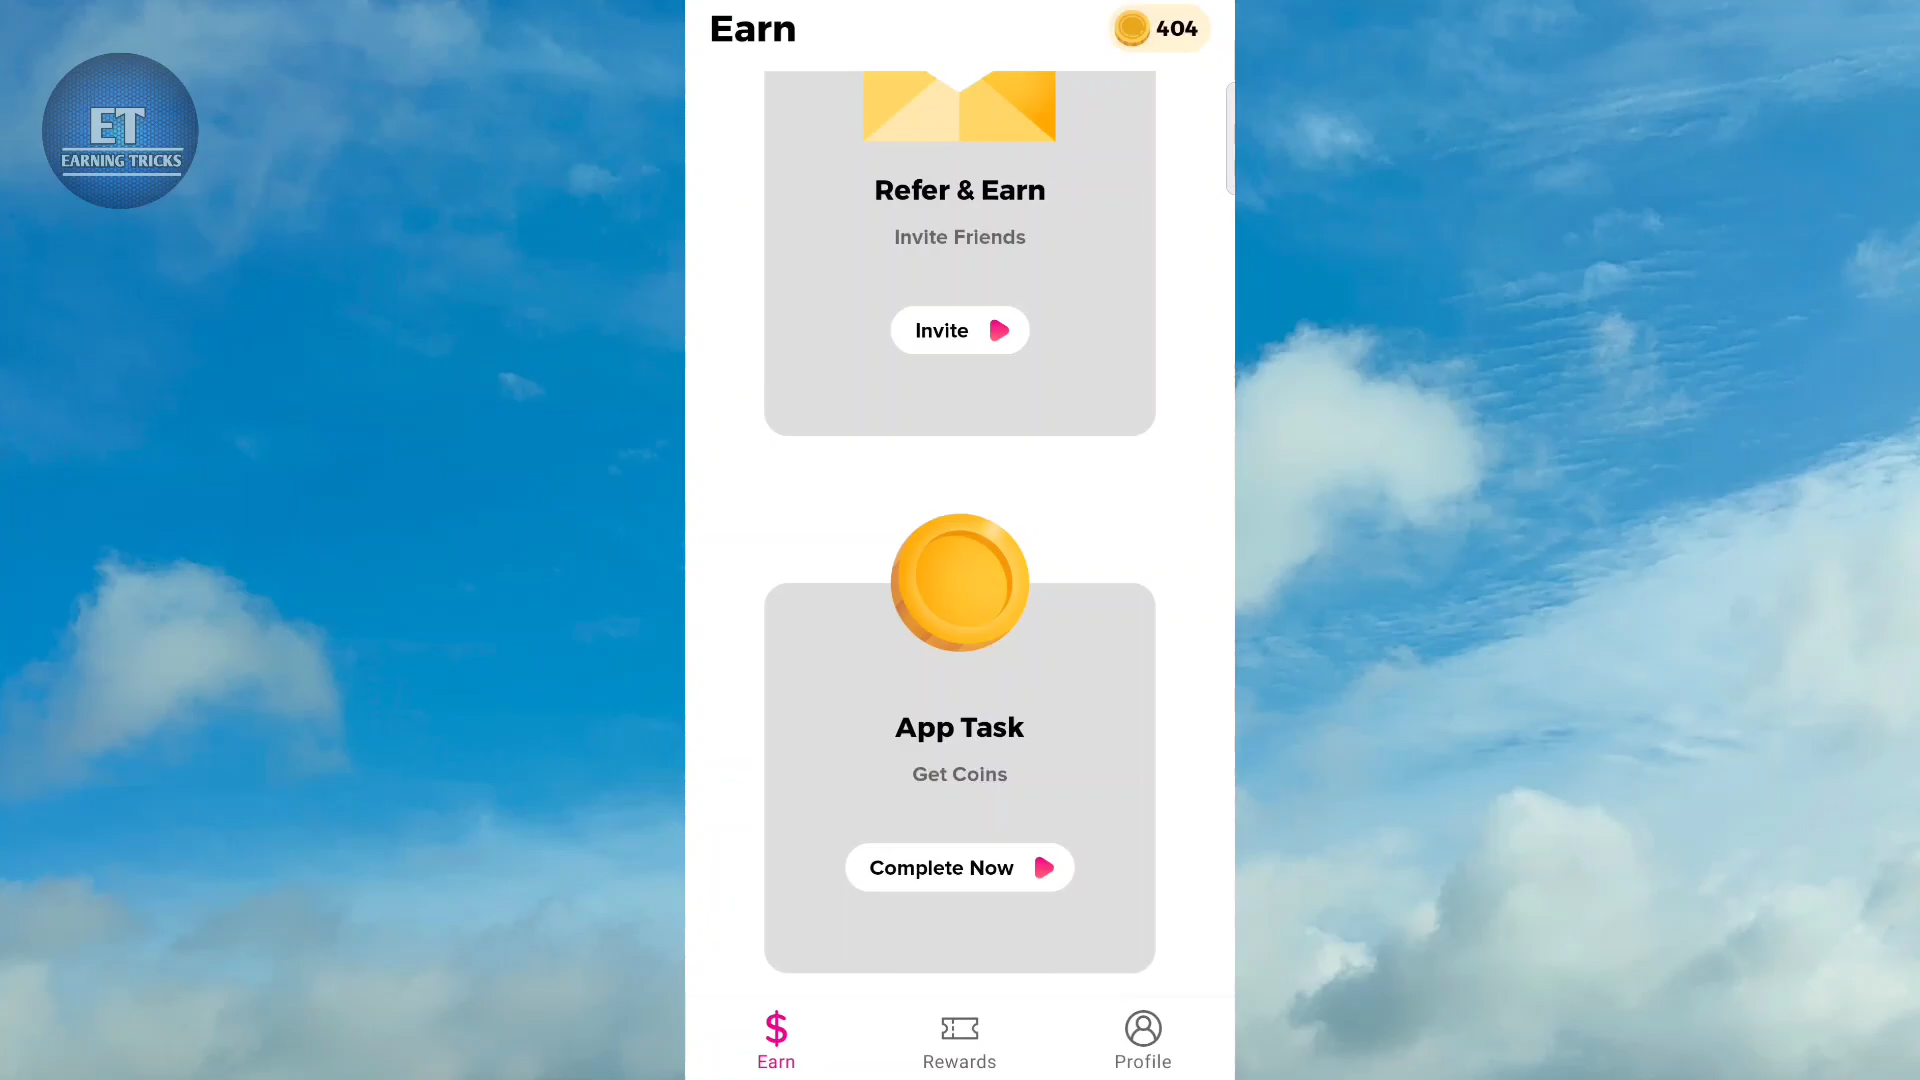 Earn
404
ET
EARNING TRICKS
Refer & Earn
Invite Friends
Invite
App Task
Get Coins
Complete Now
Earn
Rewards
Profile